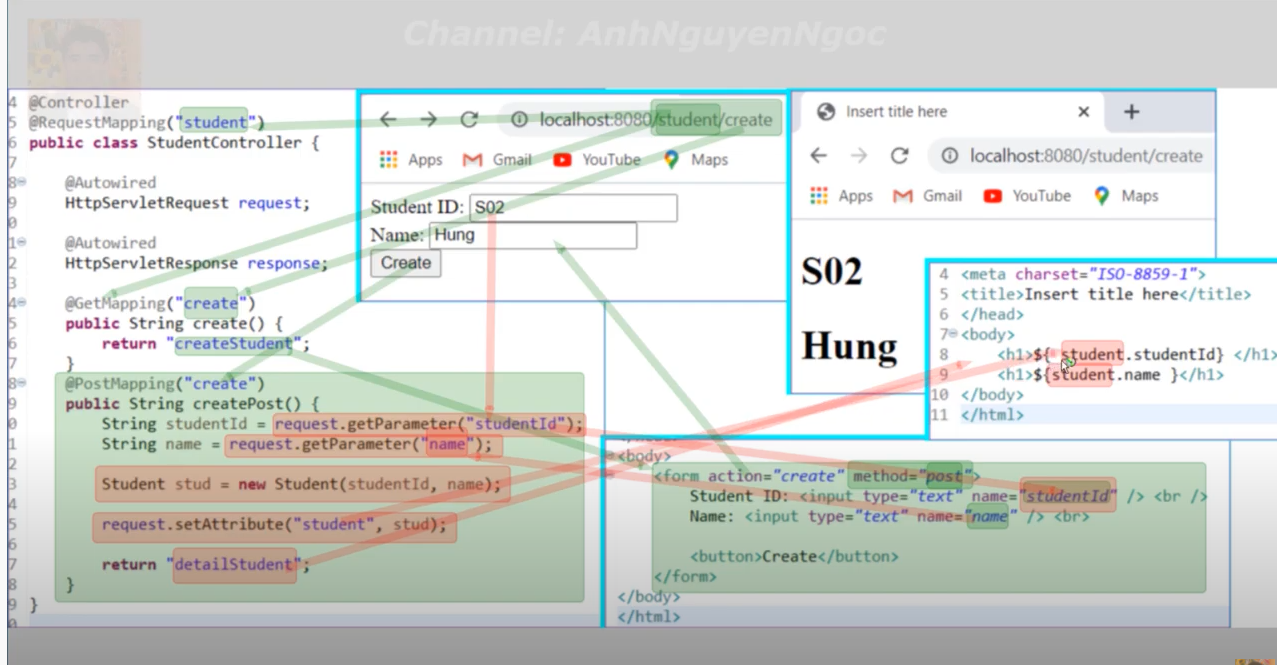 Channel: AnhNguyenNgoc
4 @Controller
5 @RequestMapping("student")
6 public class StudentController {
7
8 @Autowired
9 HttpServletRequest request;
0
1 @Autowired
2 HttpServletResponse response;
3
4 @GetMapping("create")
5 public String create() {
6 return "createStudent";
7 }
8 @PostMapping("create")
9 public String createPost() {
0 String studentId = request.getParameter("studentId");
1 String name = request.getParameter("name");
2
3 Student stud = new Student(studentId, name);
4
5 request.setAttribute("student", stud);
6
7 return "detailStudent";
8 }
9 }
0
localhost:8080/student/create
Apps Gmail YouTube Maps
Student ID: S02
Name: Hung
Create
Insert title here
localhost:8080/student/create
Apps Gmail YouTube Maps
S02
Hung
4 <meta charset="ISO-8859-1">
5 <title>Insert title here</title>
6 </head>
7 <body>
8 <h1>${ student.studentId} </h1>
9 <h1>${student.name }</h1>
10 </body>
11 </html>
<body>
<form action="create" method="post">
Student ID: <input type="text" name="studentId" /> <br />
Name: <input type="text" name="name" /> <br>
<button>Create</button>
</form>
</body>
</html>